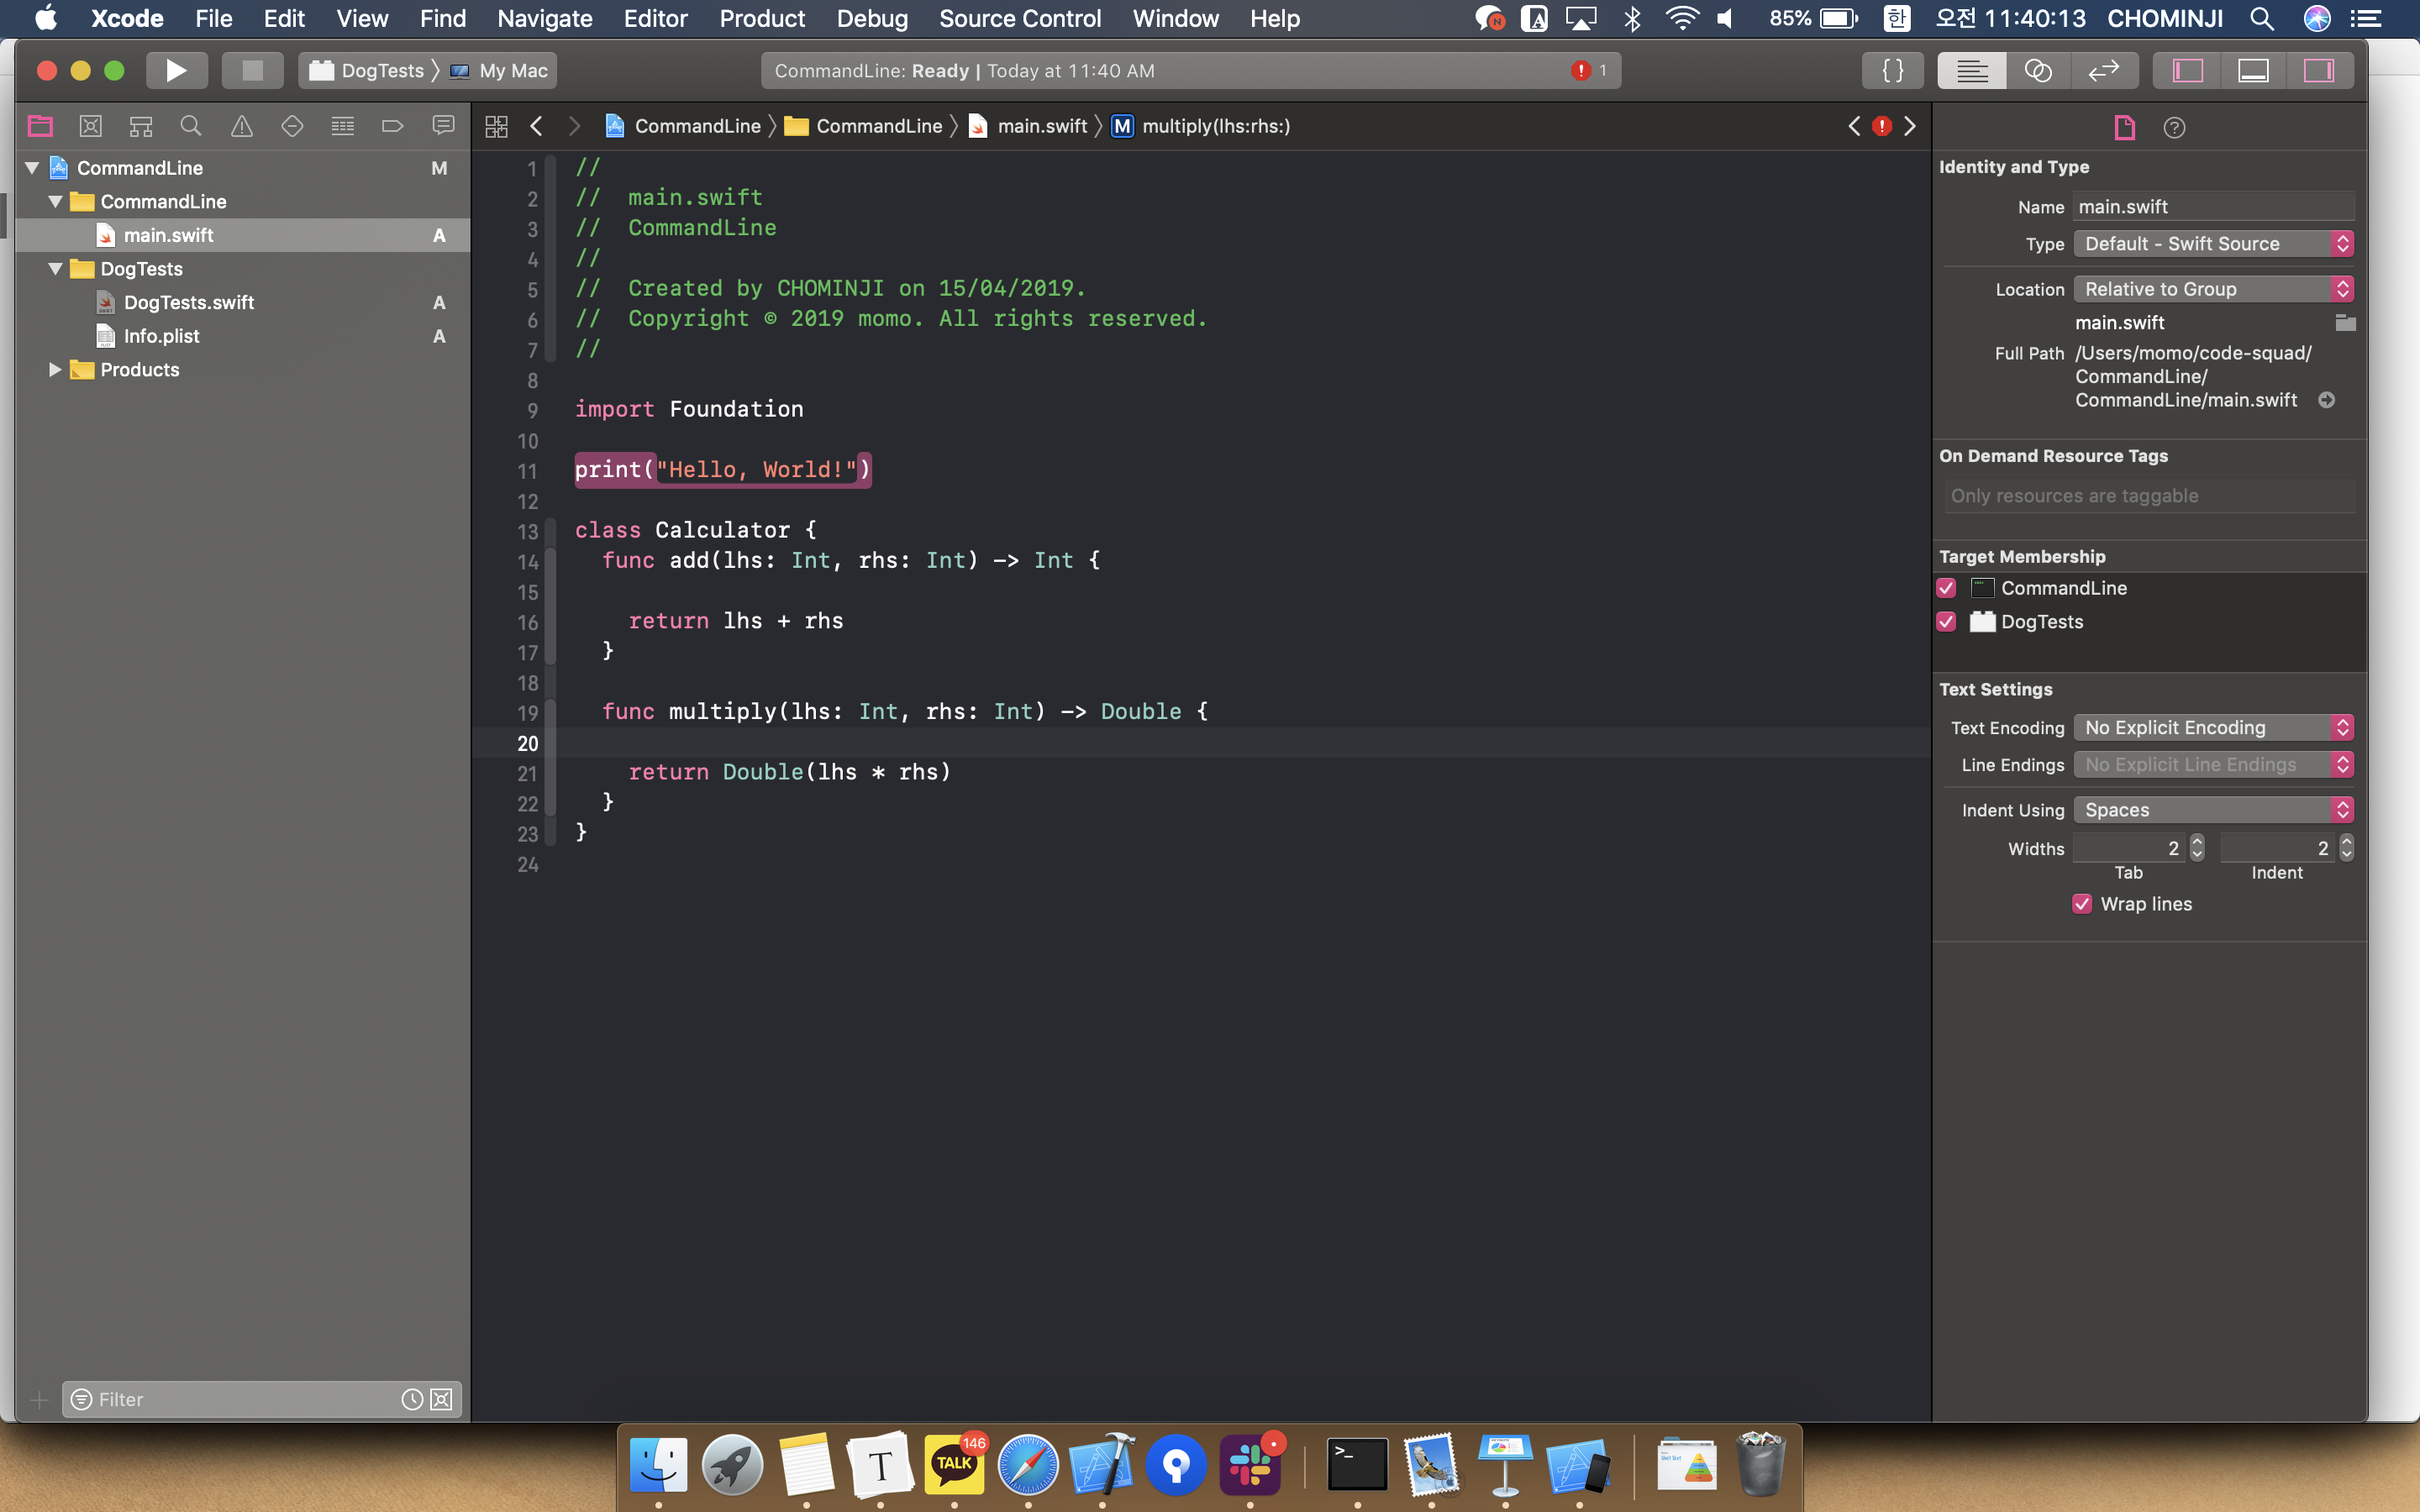 Xcode File Edit View Find Navigate Editor Product Debug Source Control Window Help 85% 한 오전 11:40:13 CHOMINJI
DogTests My Mac
CommandLine: Ready | Today at 11:40 AM 1
{ }
CommandLine CommandLine main.swift M multiply(lhs:rhs:)
CommandLine M
CommandLine
main.swift A
DogTests
DogTests.swift A
Info.plist A
Products
Filter
1 //
2 // main.swift
3 // CommandLine
4 //
5 // Created by CHOMINJI on 15/04/2019.
6 // Copyright © 2019 momo. All rights reserved.
7 //
8
9 import Foundation
10
11 print("Hello, World!")
12
13 class Calculator {
14 func add(lhs: Int, rhs: Int) -> Int {
15
16 return lhs + rhs
17 }
18
19 func multiply(lhs: Int, rhs: Int) -> Double {
20
21 return Double(lhs * rhs)
22 }
23 }
24
Identity and Type
Name main.swift
Type Default - Swift Source
Location Relative to Group
main.swift
Full Path /Users/momo/code-squad/
CommandLine/
CommandLine/main.swift
On Demand Resource Tags
Only resources are taggable
Target Membership
CommandLine
DogTests
Text Settings
Text Encoding No Explicit Encoding
Line Endings No Explicit Line Endings
Indent Using Spaces
Widths 2 2
Tab Indent
Wrap lines
T
TALK
146
>_